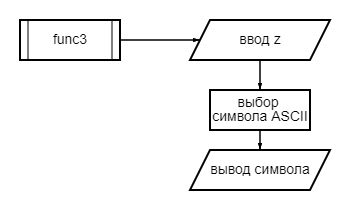 func3
ввод z
выбор
символа ASCII
вывод символа